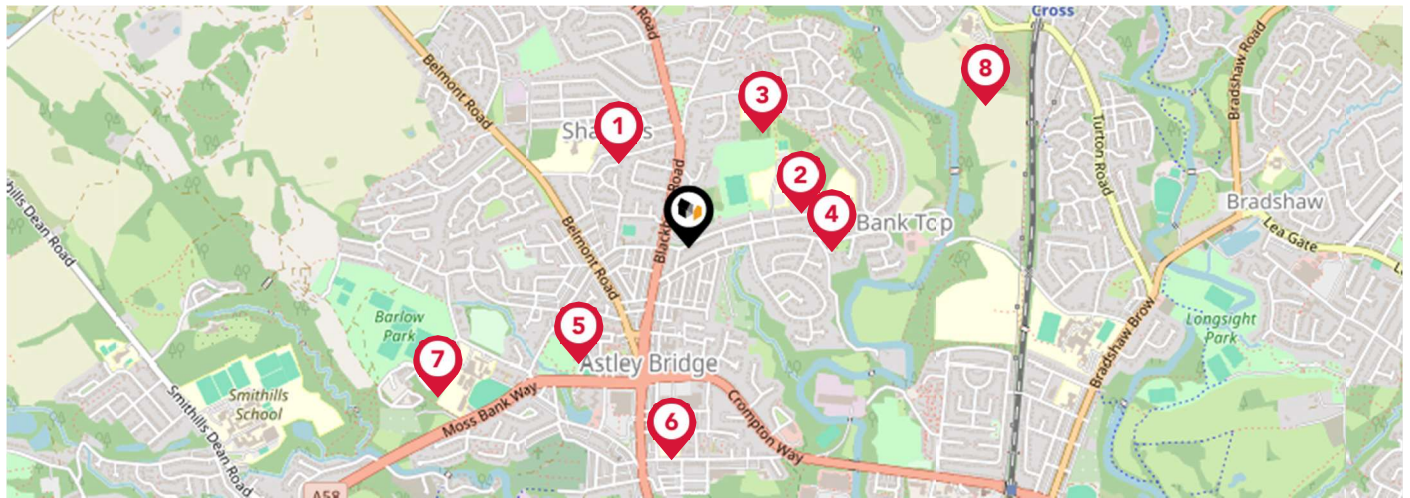 Cross
Road
Belmont Road
8
Bradshaw Road
3
1
Turton Road
2
Smithills Dean Road
Road
4
Bank Top
Bradshaw
Lea Gate
Belmont Road
Barlow
Park
5
Longsight
Park
7
Astley Bridge
Bradshaw Brow
Smithills
School
Moss Bank Way
Crompton Way
6
Smithills Dean Road
A58